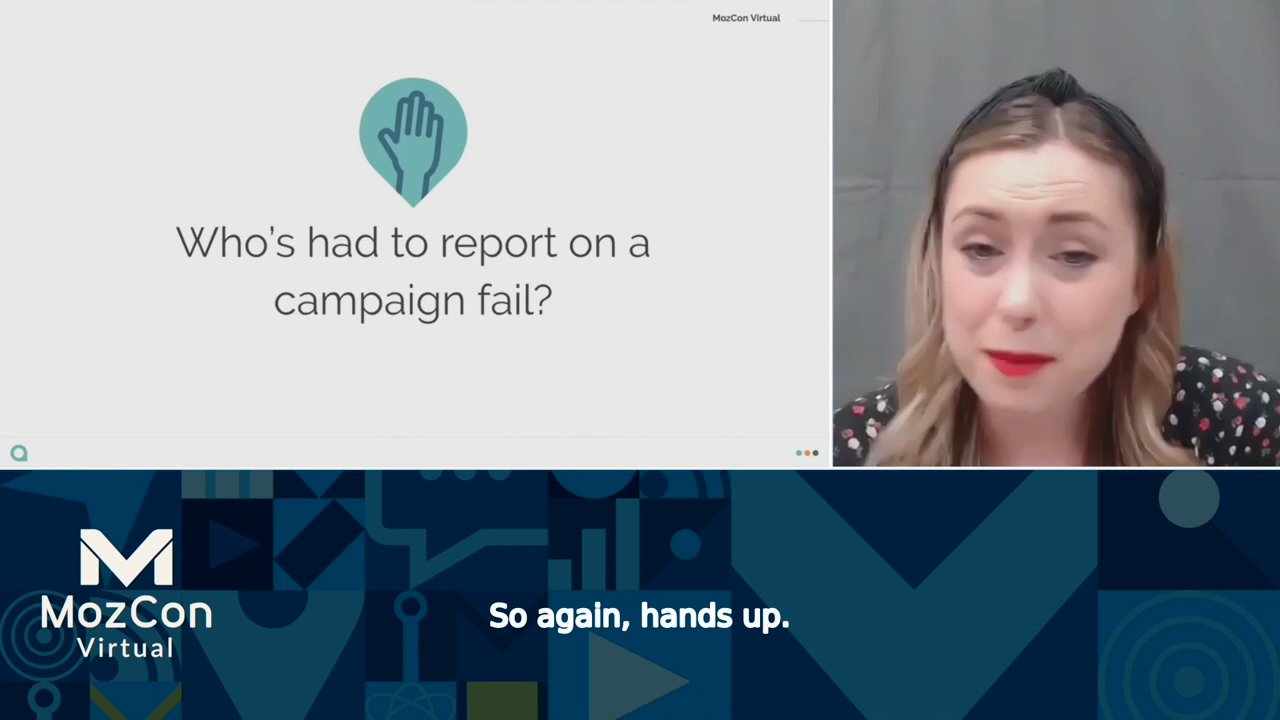 MozCon Virtual
Who's had to report on a
campaign fail?
MozCon
Virtual
So again, hands up.